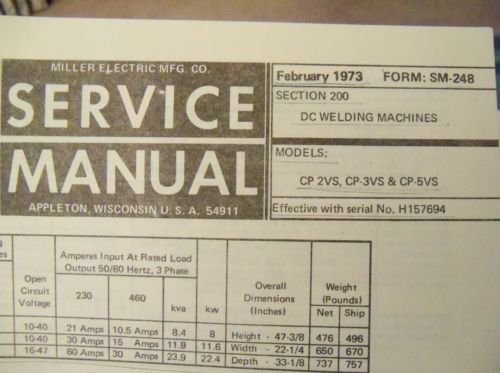 MILLER ELECTRIC MFG. CO.
SERVICE
MANUAL
APPLETON, WISCONSIN U. S. A. 54911
February 1973 FORM: SM-248
SECTION 200
DC WELDING MACHINES
MODELS;
CP 2VS, CP-3VS & CP-5VS
Effective with serial No. H157694
Amperes Input At Rated Load
Output 50/60 Hertz, 3 Phase
Open
Circuit
Voltage
230 460 kva kw
Overall
Dimensions
(Inches)
Weight
(Pounds)
Net Ship
10-40 21 Amps 10.5 Amps 8.4 8 Height - 47-3/8 476 496
10-40 30 Amps 15 Amps 11.9 11.6 Width - 22-1/4 650 670
16-47 60 Amps 30 Amps 23.9 22.4 Depth - 33-1/8 737 757